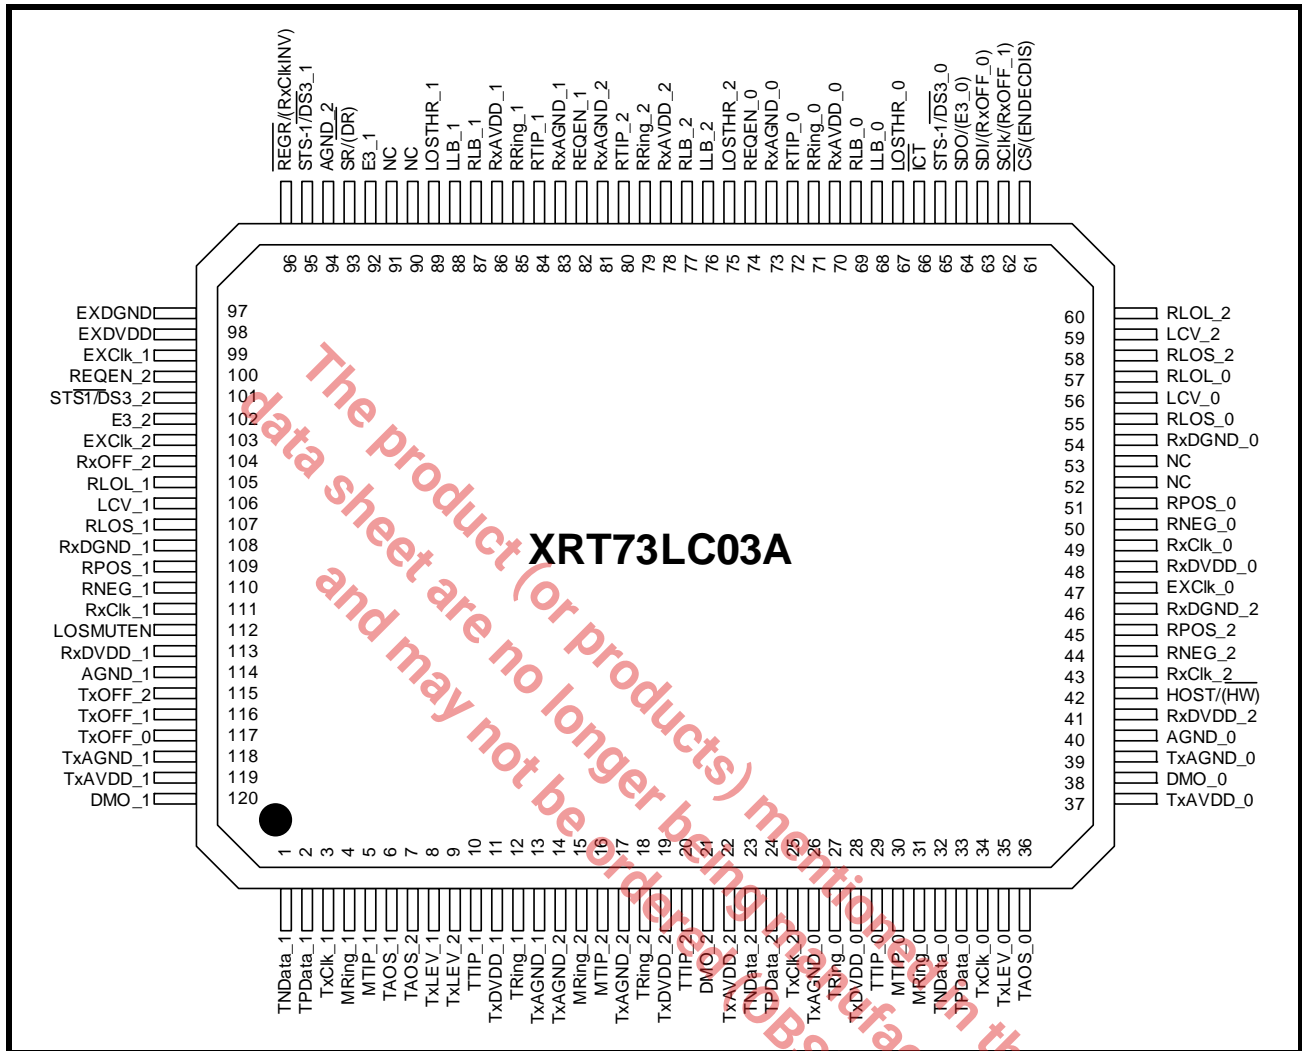 REGR/(RxClkINV)
STS-1/DS3_1
AGND_2
SR/(DR)
E3_1
NC
NC
LOSTHR_1
LLB_1
RLB_1
RxAVDD_1
RRing_1
RTIP_1
RxAGND_1
REQEN_1
RxAGND_2
RTIP_2
RRing_2
RxAVDD_2
RLB_2
LLB_2
LOSTHR_2
REQEN_0
RxAGND_0
RTIP_0
RRing_0
RxAVDD_0
RLB_0
LLB_0
LOSTHR_0
ICT
STS-1/DS3_0
SDO/(E3_0)
SDI/(RxOFF_0)
SClk/(RxOFF_1)
CS/(ENDECDIS)
96 95 94 93 92 91 90 89 88 87 86 85 84 83 82 81 80 79 78 77 76 75 74 73 72 71 70 69 68 67 66 65 64 63 62 61
EXDGND 97
EXDVDD 98
EXClk_1 99
REQEN_2 100
STS1/DS3_2 101
E3_2 102
EXClk_2 103
RxOFF_2 104
RLOL_1 105
LCV_1 106
RLOS_1 107
RxDGND_1 108
RPOS_1 109
RNEG_1 110
RxClk_1 111
LOSMUTEN 112
RxDVDD_1 113
AGND_1 114
TxOFF_2 115
TxOFF_1 116
TxOFF_0 117
TxAGND_1 118
TxAVDD_1 119
DMO_1 120
XRT73LC03A
60 RLOL_2
59 LCV_2
58 RLOS_2
57 RLOL_0
56 LCV_0
55 RLOS_0
54 RxDGND_0
53 NC
52 NC
51 RPOS_0
50 RNEG_0
49 RxClk_0
48 RxDVDD_0
47 EXClk_0
46 RxDGND_2
45 RPOS_2
44 RNEG_2
43 RxClk_2
42 HOST/(HW)
41 RxDVDD_2
40 AGND_0
39 TxAGND_0
38 DMO_0
37 TxAVDD_0
1 2 3 4 5 6 7 8 9 10 11 12 13 14 15 16 17 18 19 20 21 22 23 24 25 26 27 28 29 30 31 32 33 34 35 36
TNData_1
TPData_1
TxClk_1
MRing_1
MTIP_1
TAOS_1
TAOS_2
TxLEV_1
TxLEV_2
TTIP_1
TxDVDD_1
TRing_1
TxAGND_1
TxAGND_2
MRing_2
MTIP_2
TxAGND_2
TRing_2
TxDVDD_2
TTIP_2
DMO_2
TxAVDD_2
TNData_2
TPData_2
TxClk_2
TxAGND_0
TRing_0
TxDVDD_0
TTIP_0
MTIP_0
MRing_0
TNData_0
TPData_0
TxClk_0
TxLEV_0
TAOS_0
The product (or products) mentioned in th
data sheet are no longer being manufac
and may not be ordered (OBS